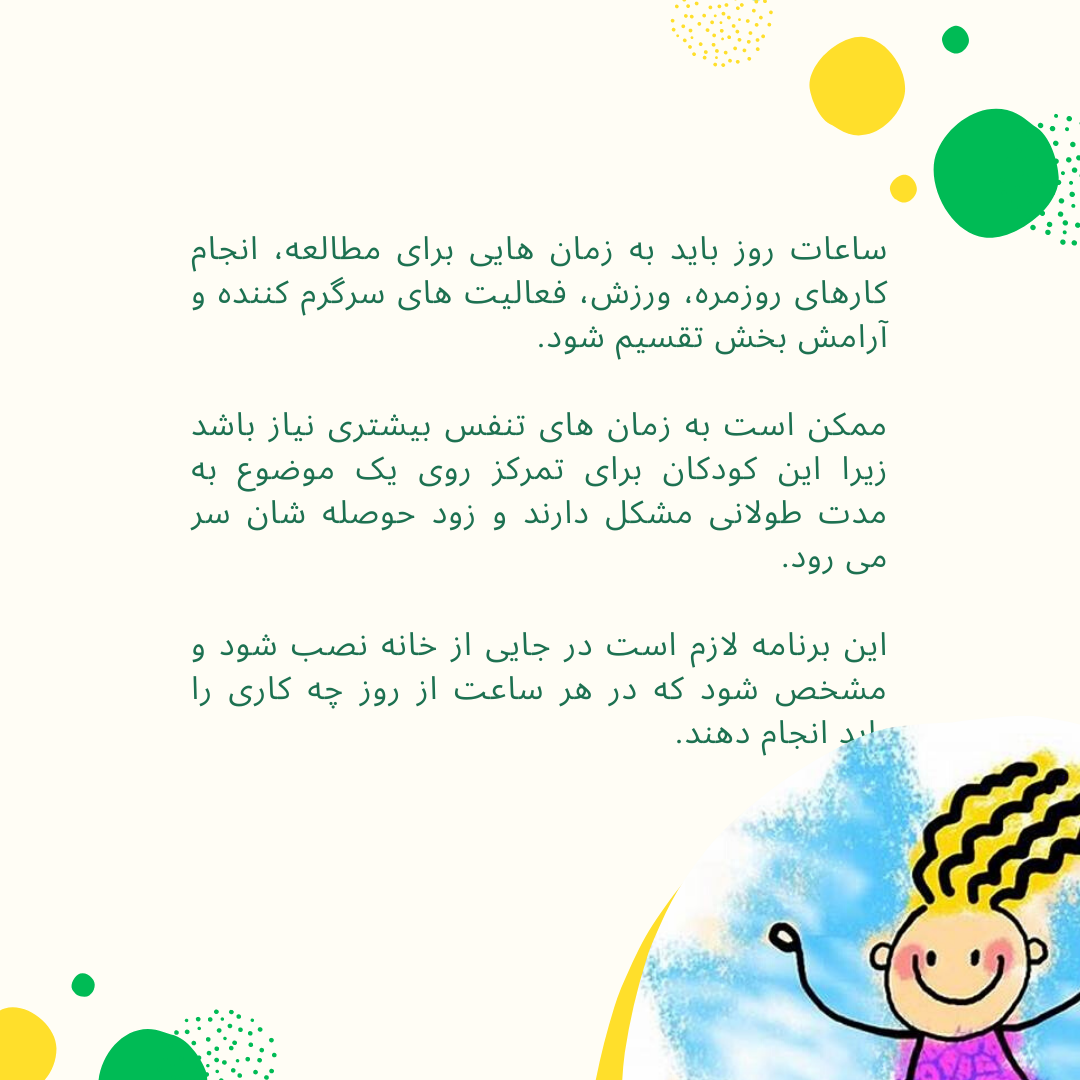 ساعات روز باید به زمان هایی برای مطالعه، انجام
کارهای روزمره، ورزش، فعالیت های سرگرم کننده و
آرامش بخش تقسیم شود.
ممکن است به زمان های تنفس بیشتری نیاز باشد
زیرا این کودکان برای تمرکز روی یک موضوع به
مدت طولانی مشکل دارند و زود حوصله شان سر
می رود.
این برنامه لازم است در جایی از خانه نصب شود و
مشخص شود که در هر ساعت از روز چه کاری را
باید انجام دهند.